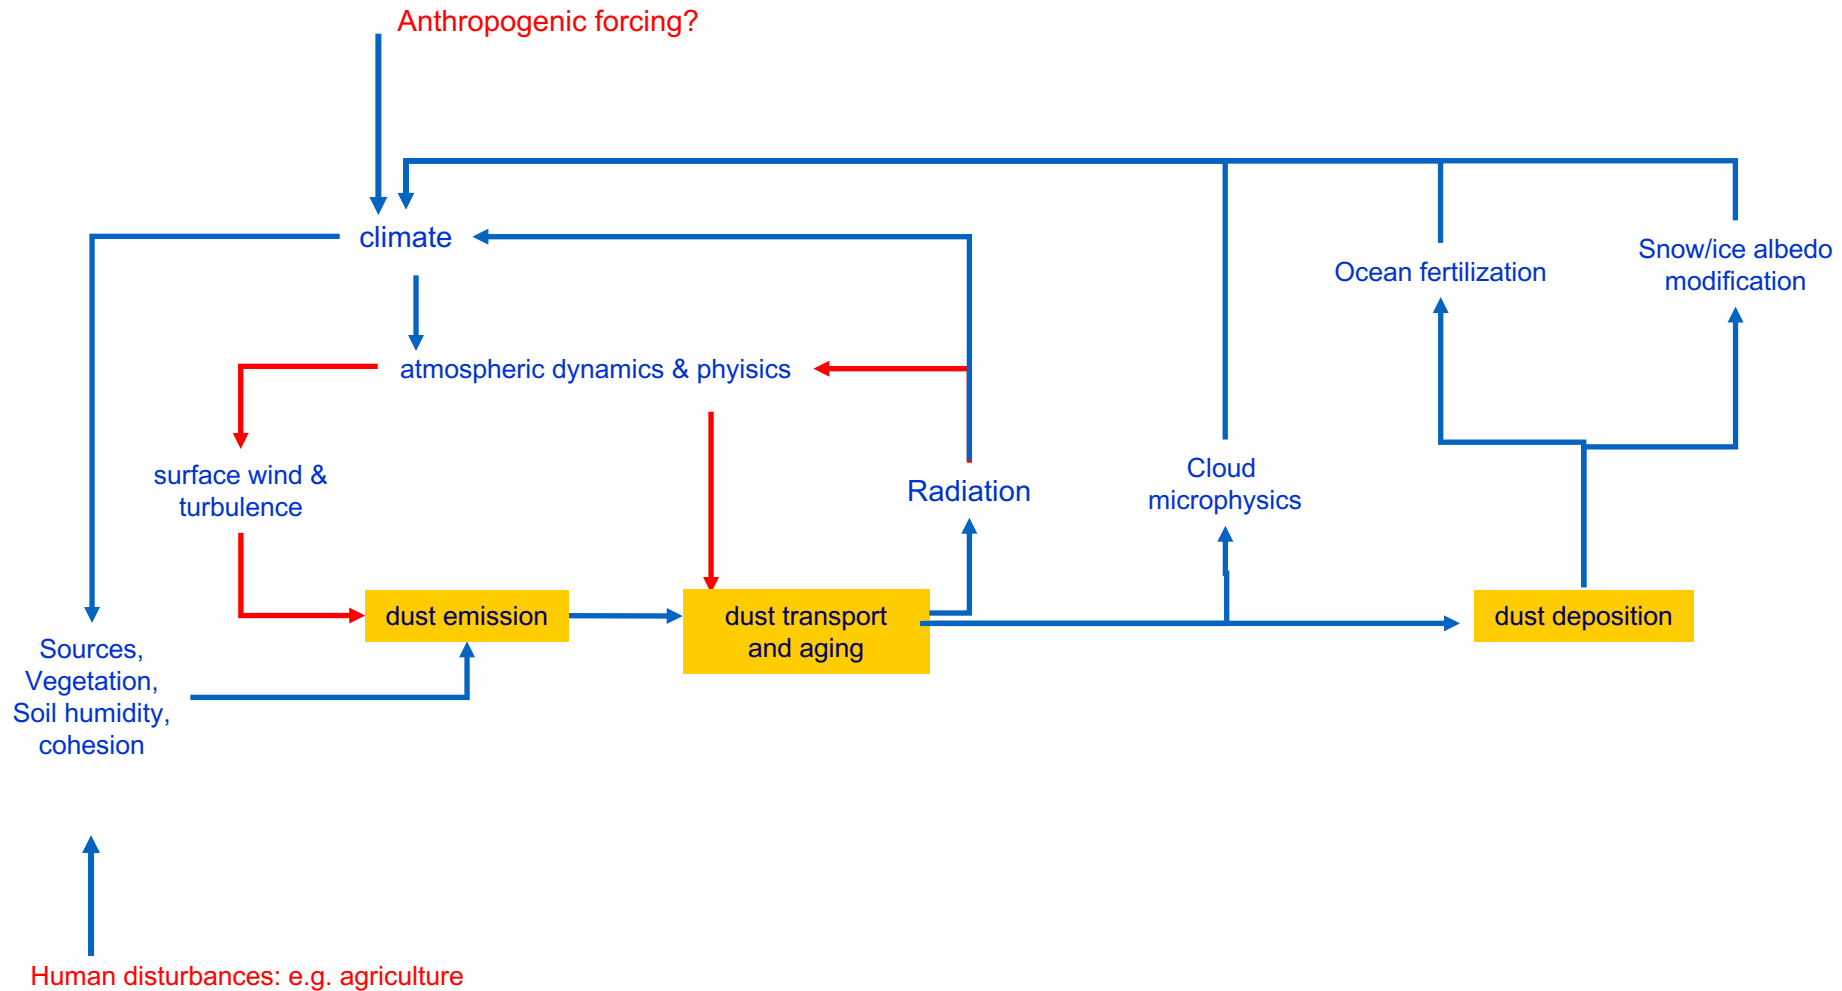 Anthropogenic forcing?
climate
Snow/ice albedo
modification
Ocean fertilization
atmospheric dynamics & phyisics
surface wind &
turbulence
Radiation
Cloud
microphysics
dust emission
dust transport
and aging
dust deposition
Sources,
Vegetation,
Soil humidity,
cohesion
Human disturbances: e.g. agriculture